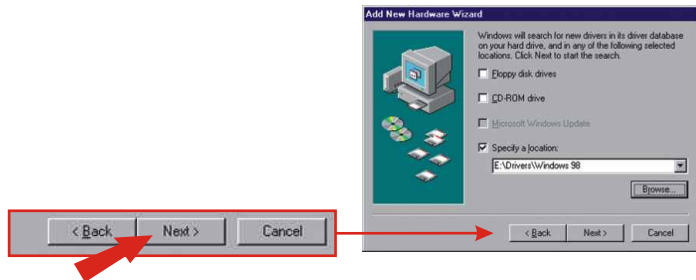 Add New Hardware Wizard
Windows will search for new drivers in its driver database
on your hard drive, and in any of the following selected
locations. Click Next to start the search.
Floppy disk drives
CD-ROM drive
Microsoft Windows Update
Specify a location:
E:\Drivers\Windows 98
Browse...
< Back
Next >
Cancel
< Back
Next >
Cancel